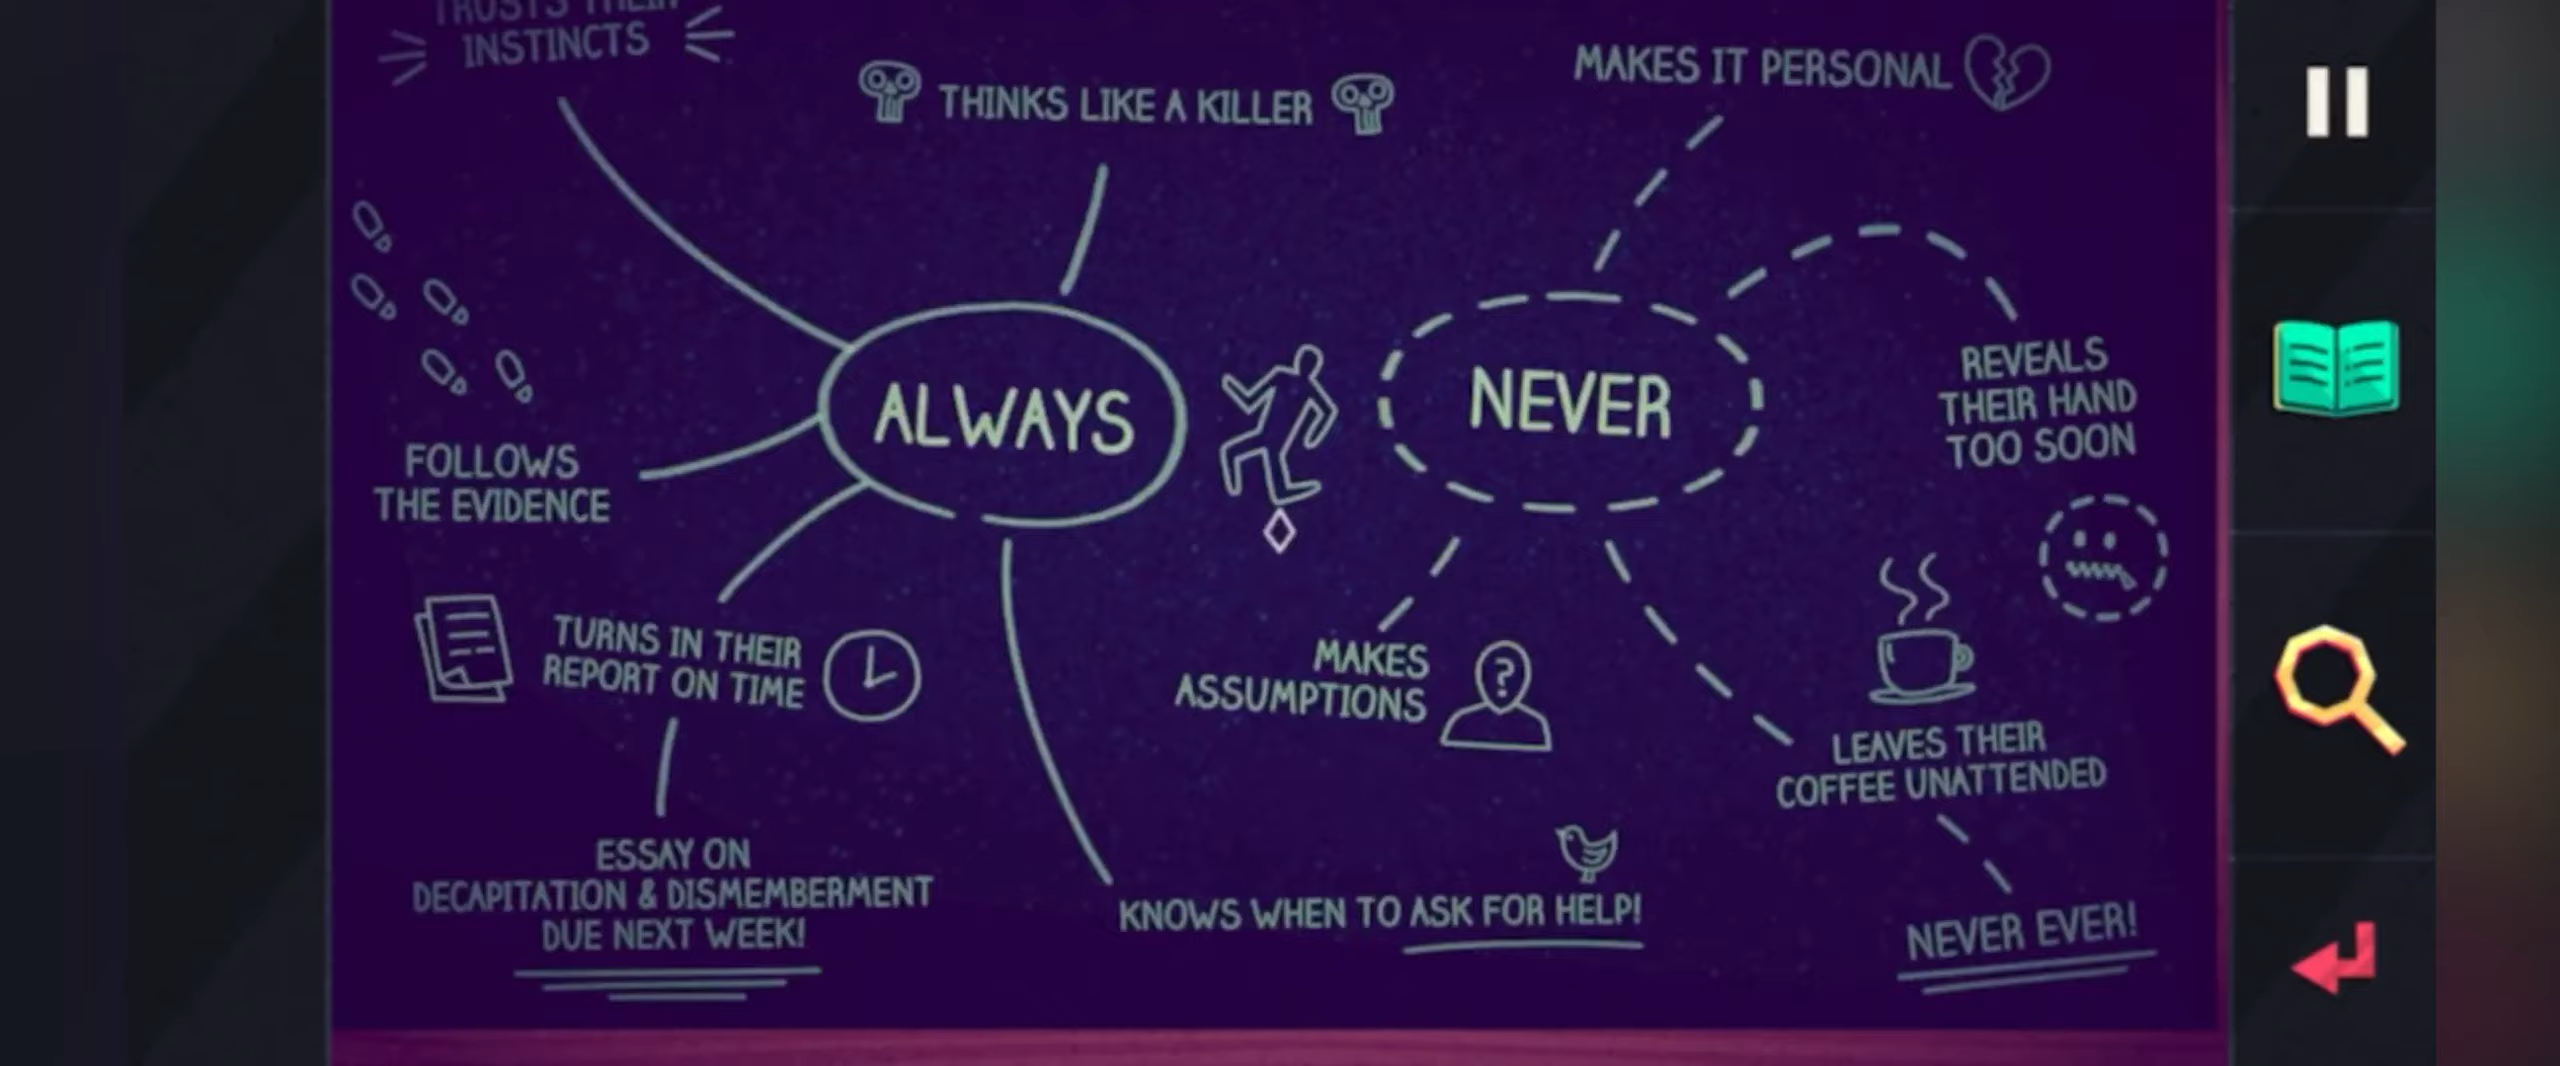 TRUSTS THEIR
INSTINCTS
THINKS LIKE A KILLER
MAKES IT PERSONAL
ALWAYS
NEVER
REVEALS
THEIR HAND
TOO SOON
FOLLOWS
THE EVIDENCE
TURNS IN THEIR
REPORT ON TIME
MAKES
ASSUMPTIONS
?
LEAVES THEIR
COFFEE UNATTENDED
ESSAY ON
DECAPITATION & DISMEMBERMENT
DUE NEXT WEEK!
KNOWS WHEN TO ASK FOR HELP!
NEVER EVER!